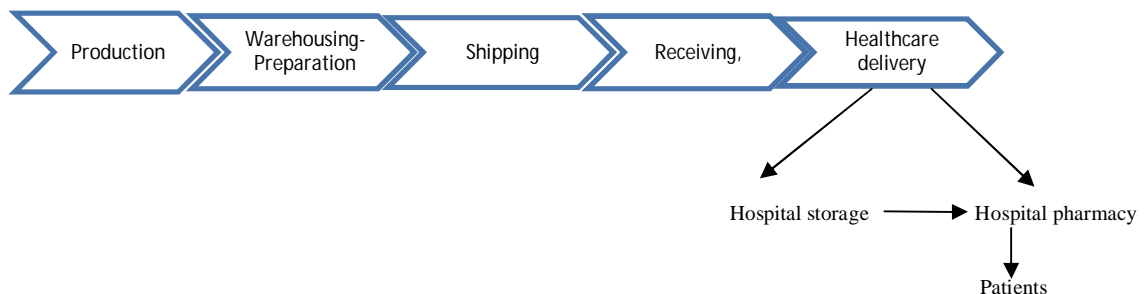 Production
Warehousing-
Preparation
Shipping
Receiving,
Healthcare
delivery
Hospital storage
Hospital pharmacy
Patients